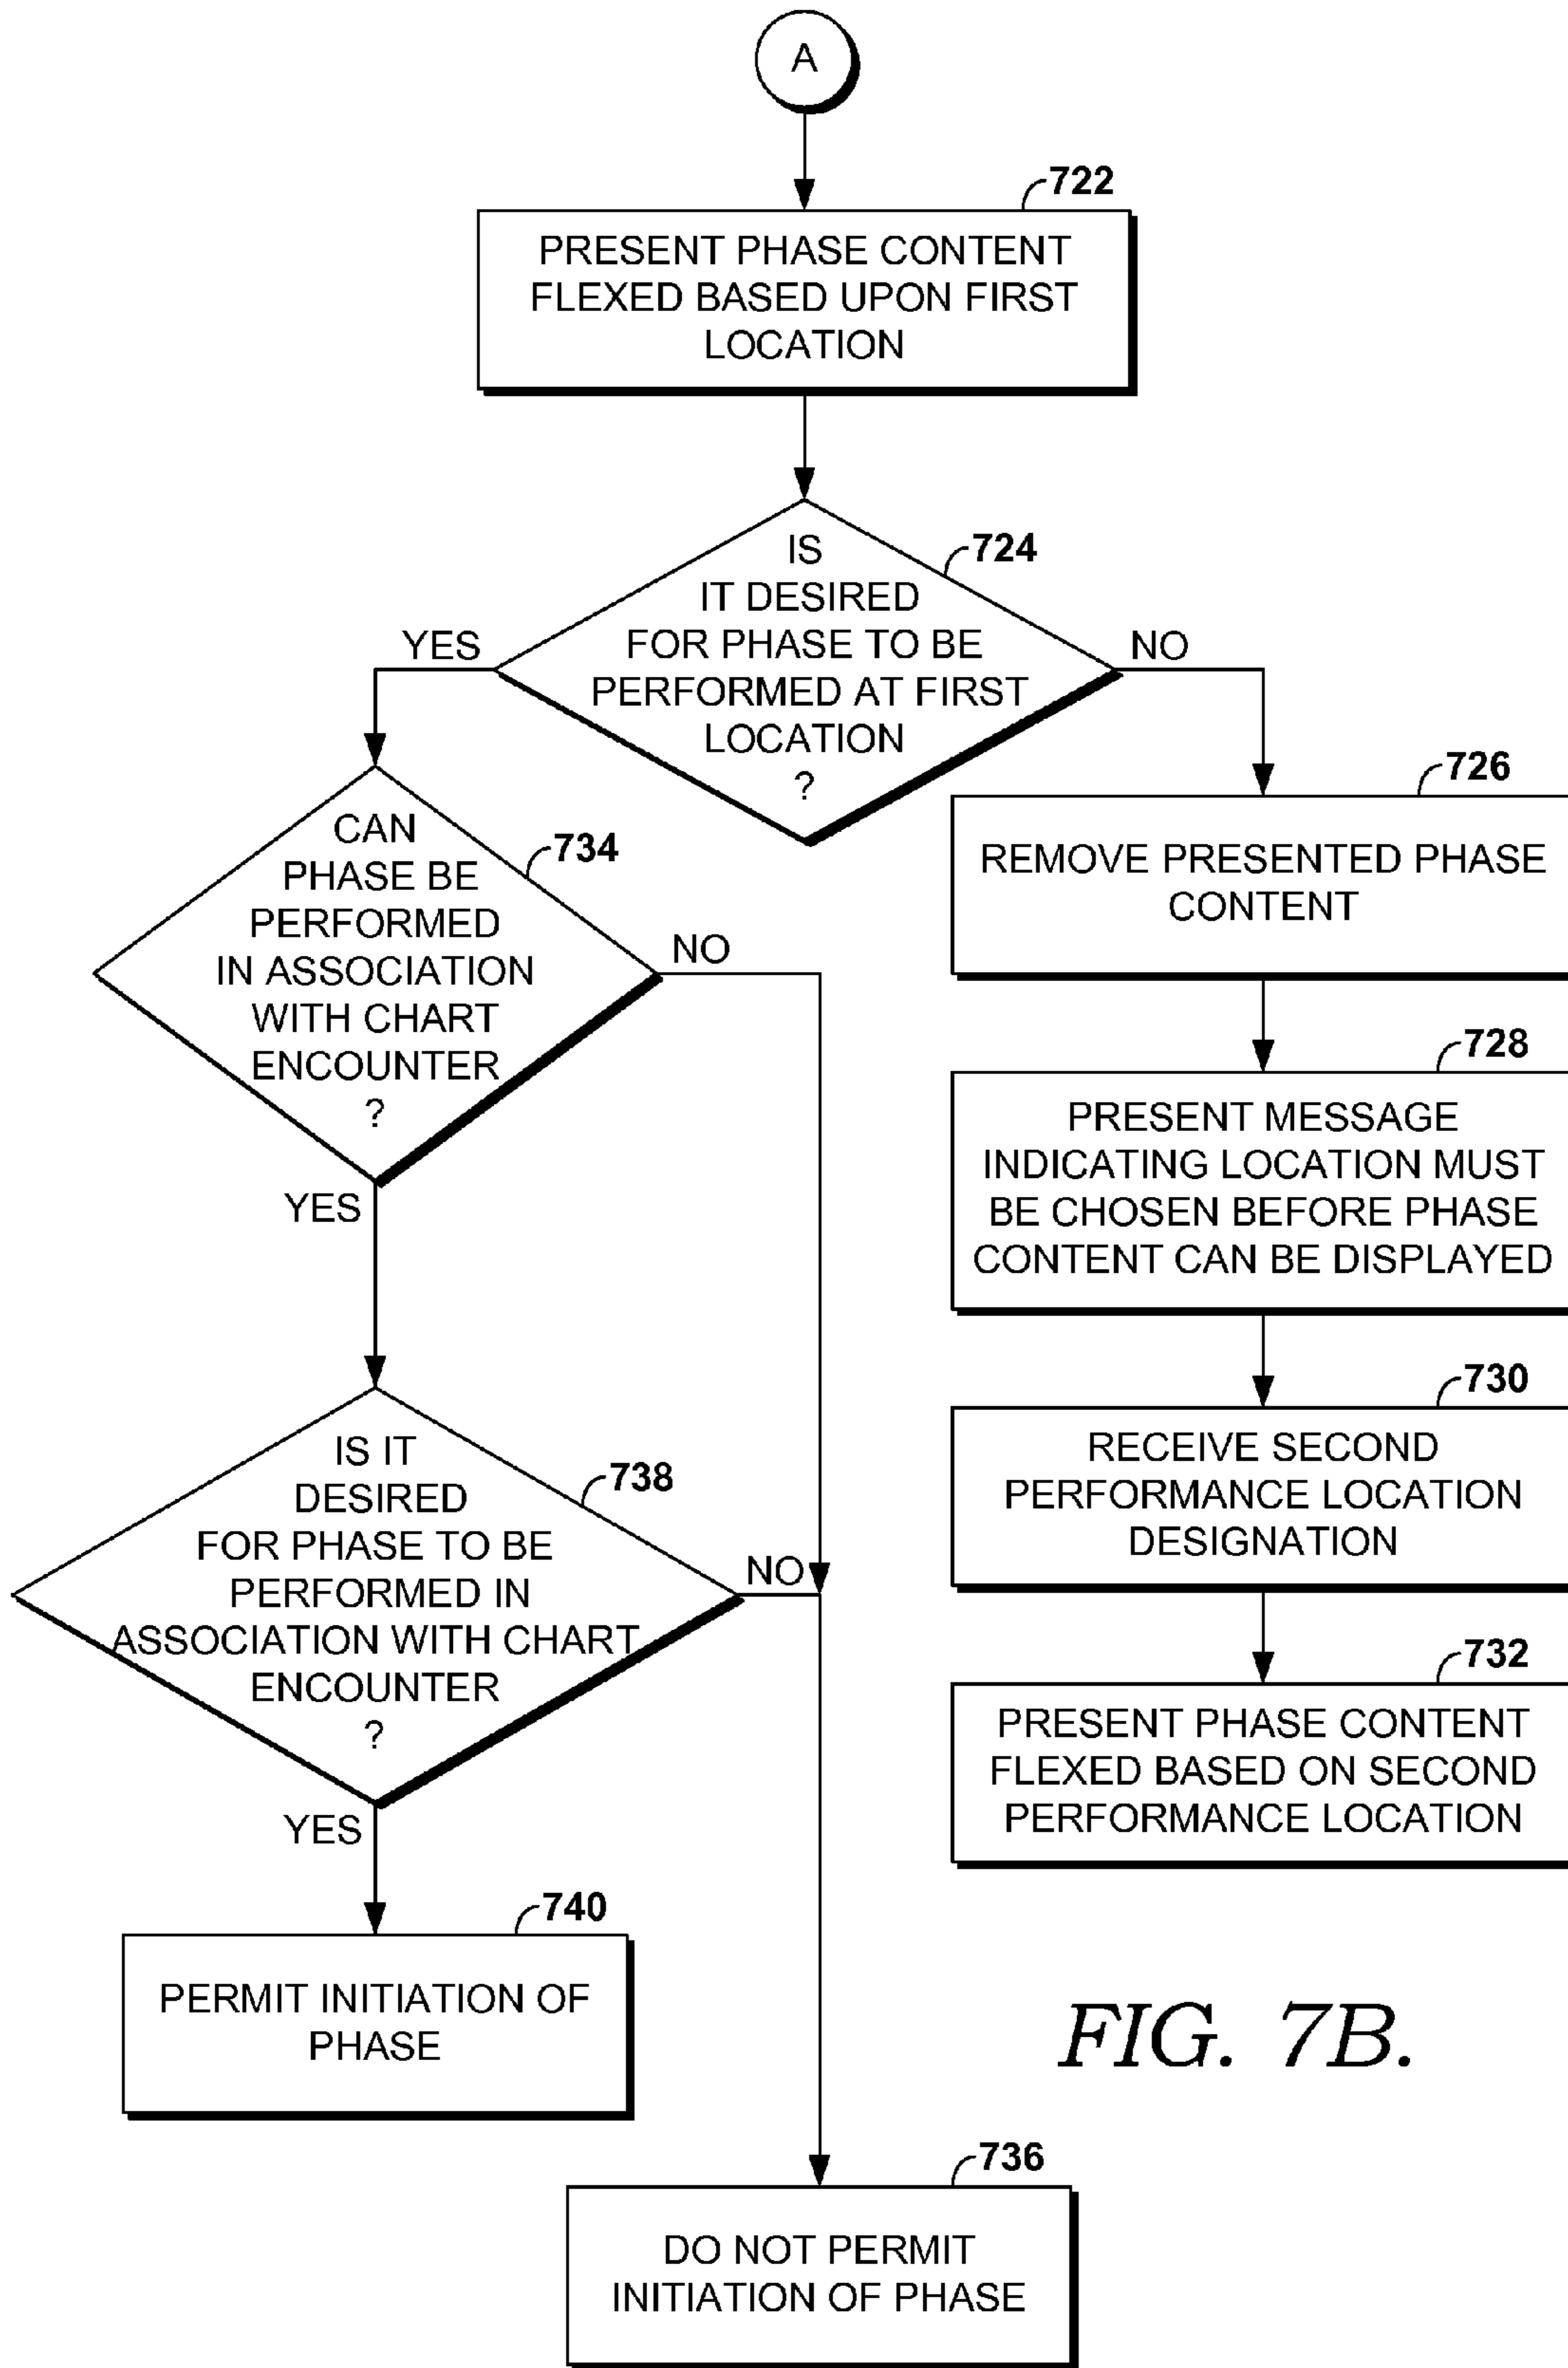 A
722
PRESENT PHASE CONTENT
FLEXED BASED UPON FIRST
LOCATION
724
IS
IT DESIRED
FOR PHASE TO BE
PERFORMED AT FIRST
LOCATION
?
YES
NO
734
CAN
PHASE BE
PERFORMED
IN ASSOCIATION
WITH CHART
ENCOUNTER
?
NO
YES
726
REMOVE PRESENTED PHASE
CONTENT
728
PRESENT MESSAGE
INDICATING LOCATION MUST
BE CHOSEN BEFORE PHASE
CONTENT CAN BE DISPLAYED
730
RECEIVE SECOND
PERFORMANCE LOCATION
DESIGNATION
732
PRESENT PHASE CONTENT
FLEXED BASED ON SECOND
PERFORMANCE LOCATION
738
IS IT
DESIRED
FOR PHASE TO BE
PERFORMED IN
ASSOCIATION WITH CHART
ENCOUNTER
?
NO
YES
740
PERMIT INITIATION OF
PHASE
736
DO NOT PERMIT
INITIATION OF PHASE
FIG. 7B.